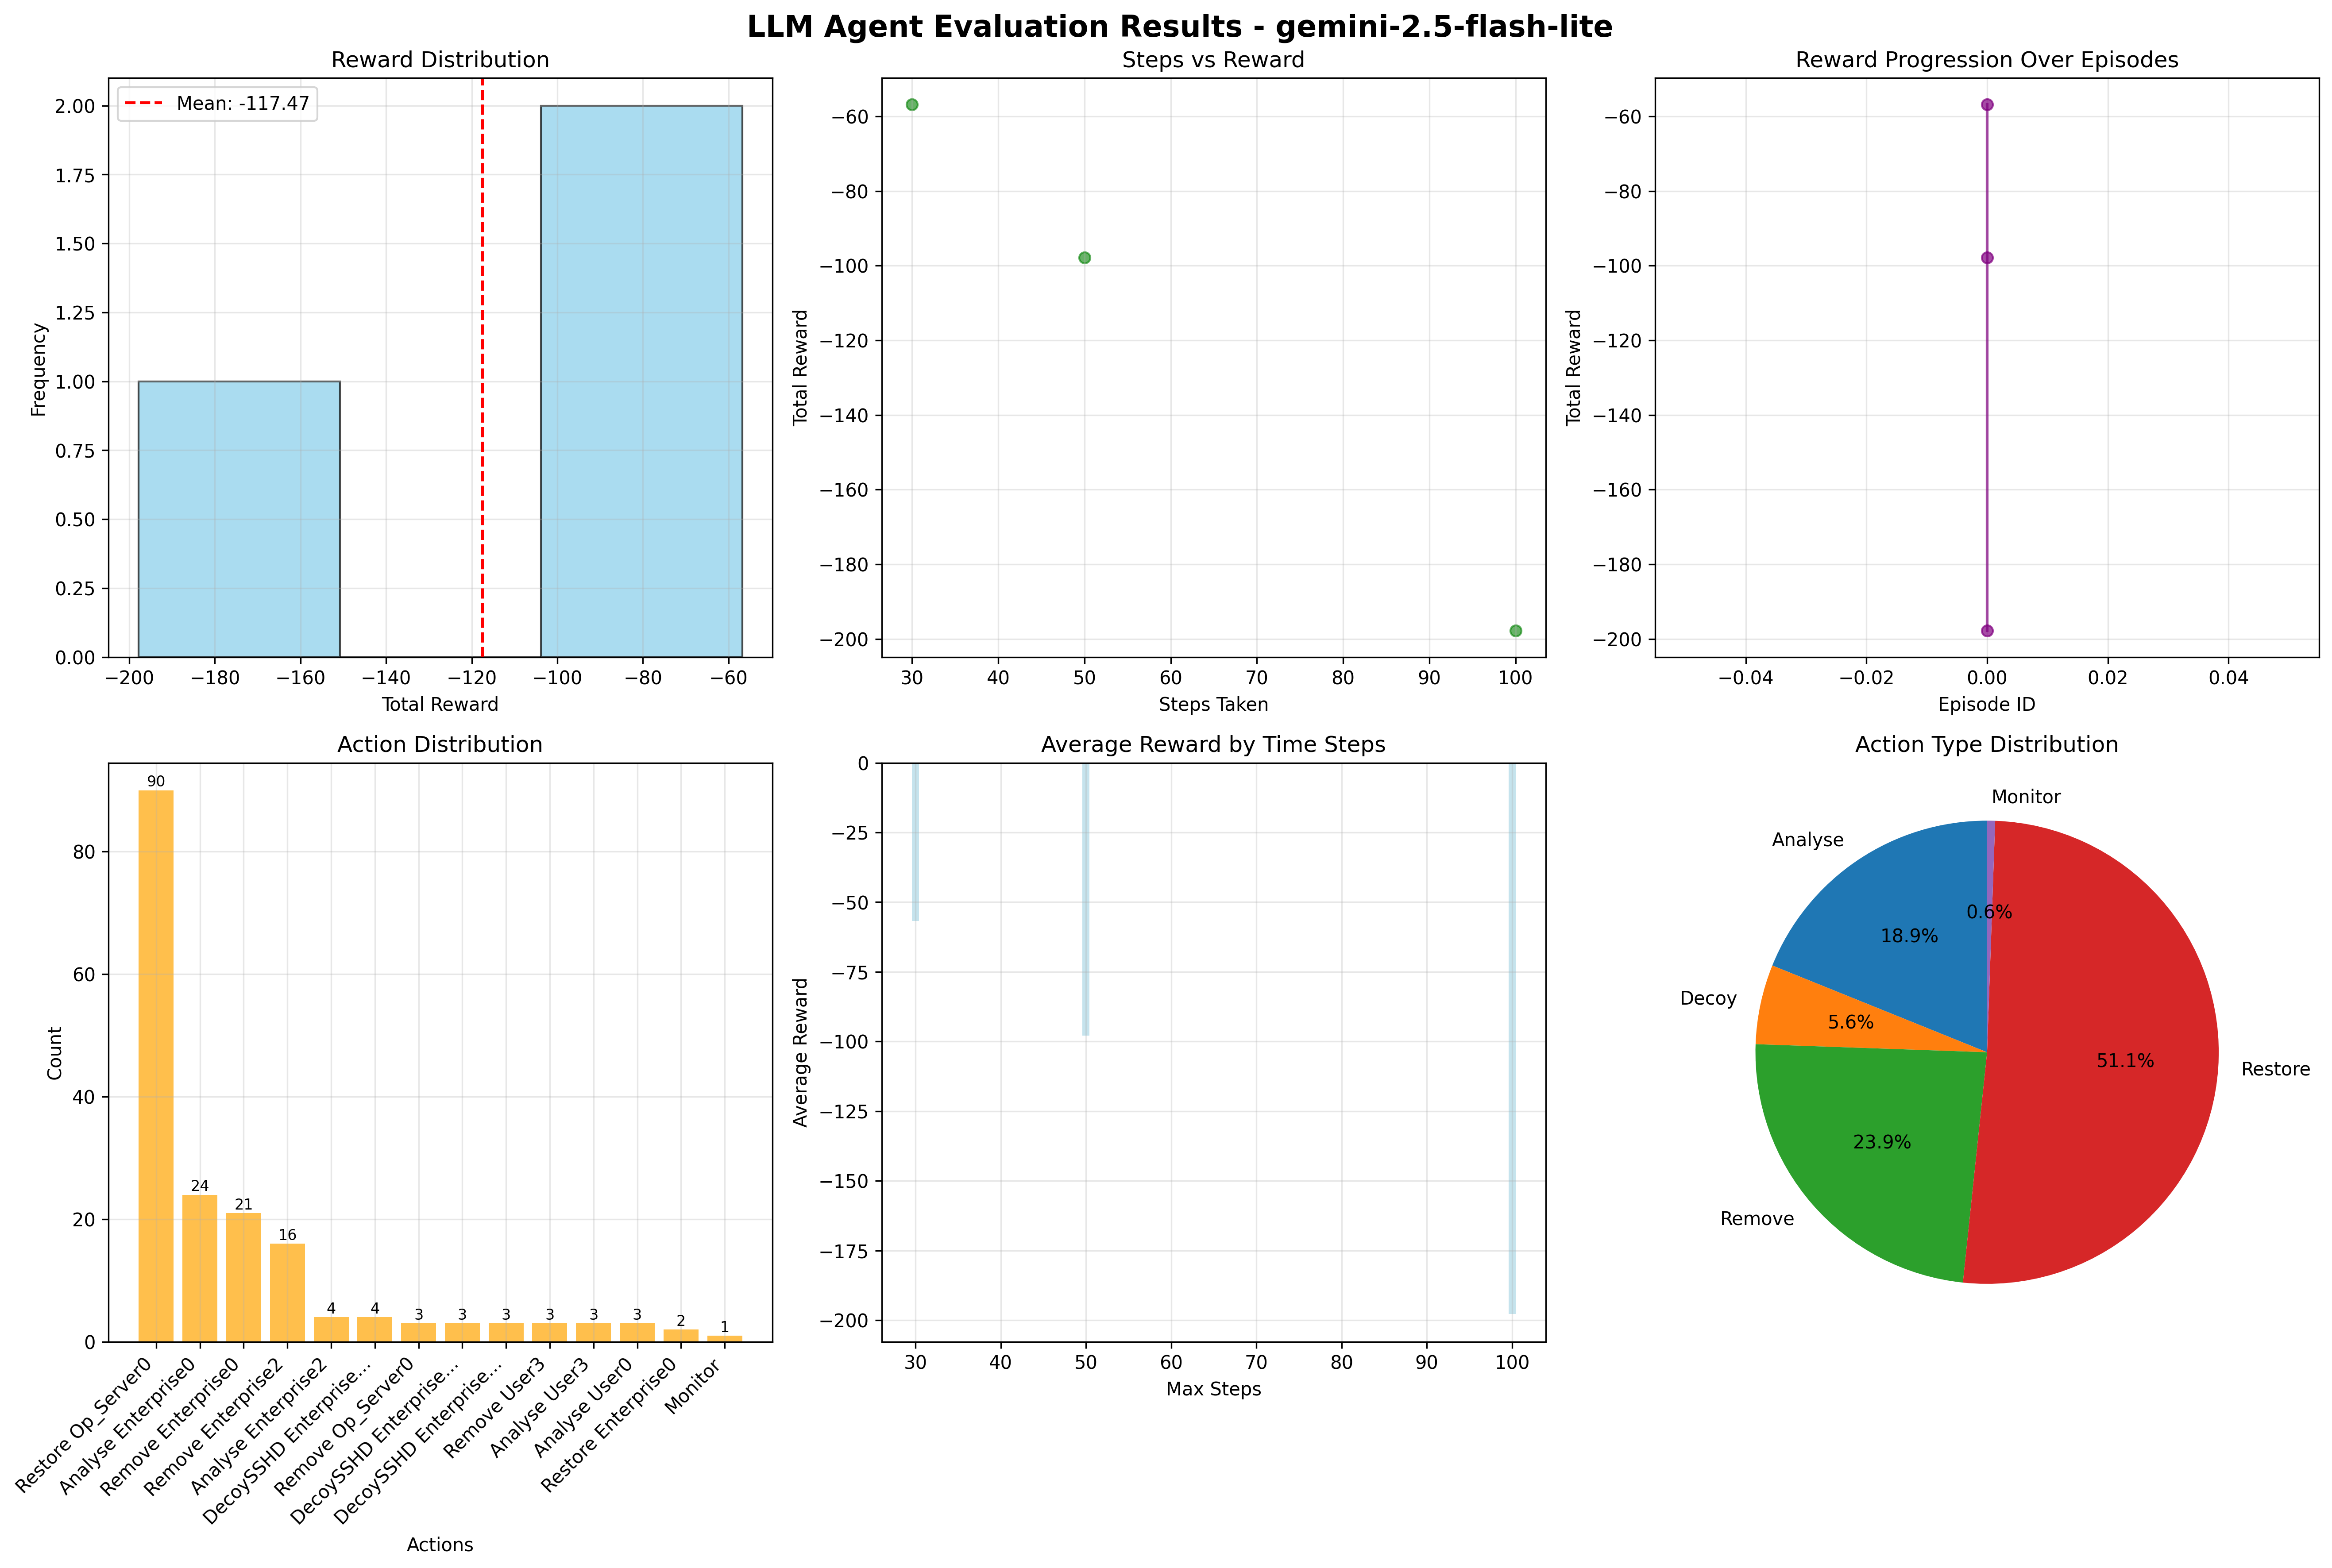 LLM Agent Evaluation Results - gemini-2.5-flash-lite
Reward Distribution
Mean: -117.47
Frequency
2.00
1.75
1.50
1.25
1.00
0.75
0.50
0.25
0.00
−200 −180 −160 −140 −120 −100 −80 −60
Total Reward
Steps vs Reward
Total Reward
−60
−80
−100
−120
−140
−160
−180
−200
30 40 50 60 70 80 90 100
Steps Taken
Reward Progression Over Episodes
Total Reward
−60
−80
−100
−120
−140
−160
−180
−200
−0.04 −0.02 0.00 0.02 0.04
Episode ID
Action Distribution
Count
80
60
40
20
0
90 24 21 16 4 4 3 3 3 3 3 3 2 1
Restore Op_Server0
Analyse Enterprise0
Remove Enterprise0
Remove Enterprise2
Analyse Enterprise2
DecoySSHD Enterprise...
Remove Op_Server0
DecoySSHD Enterprise...
DecoySSHD Enterprise...
Remove User3
Analyse User3
Analyse User0
Restore Enterprise0
Monitor
Actions
Average Reward by Time Steps
Average Reward
0
−25
−50
−75
−100
−125
−150
−175
−200
30 40 50 60 70 80 90 100
Max Steps
Action Type Distribution
Monitor
0.6%
Analyse
18.9%
Decoy
5.6%
Remove
23.9%
Restore
51.1%